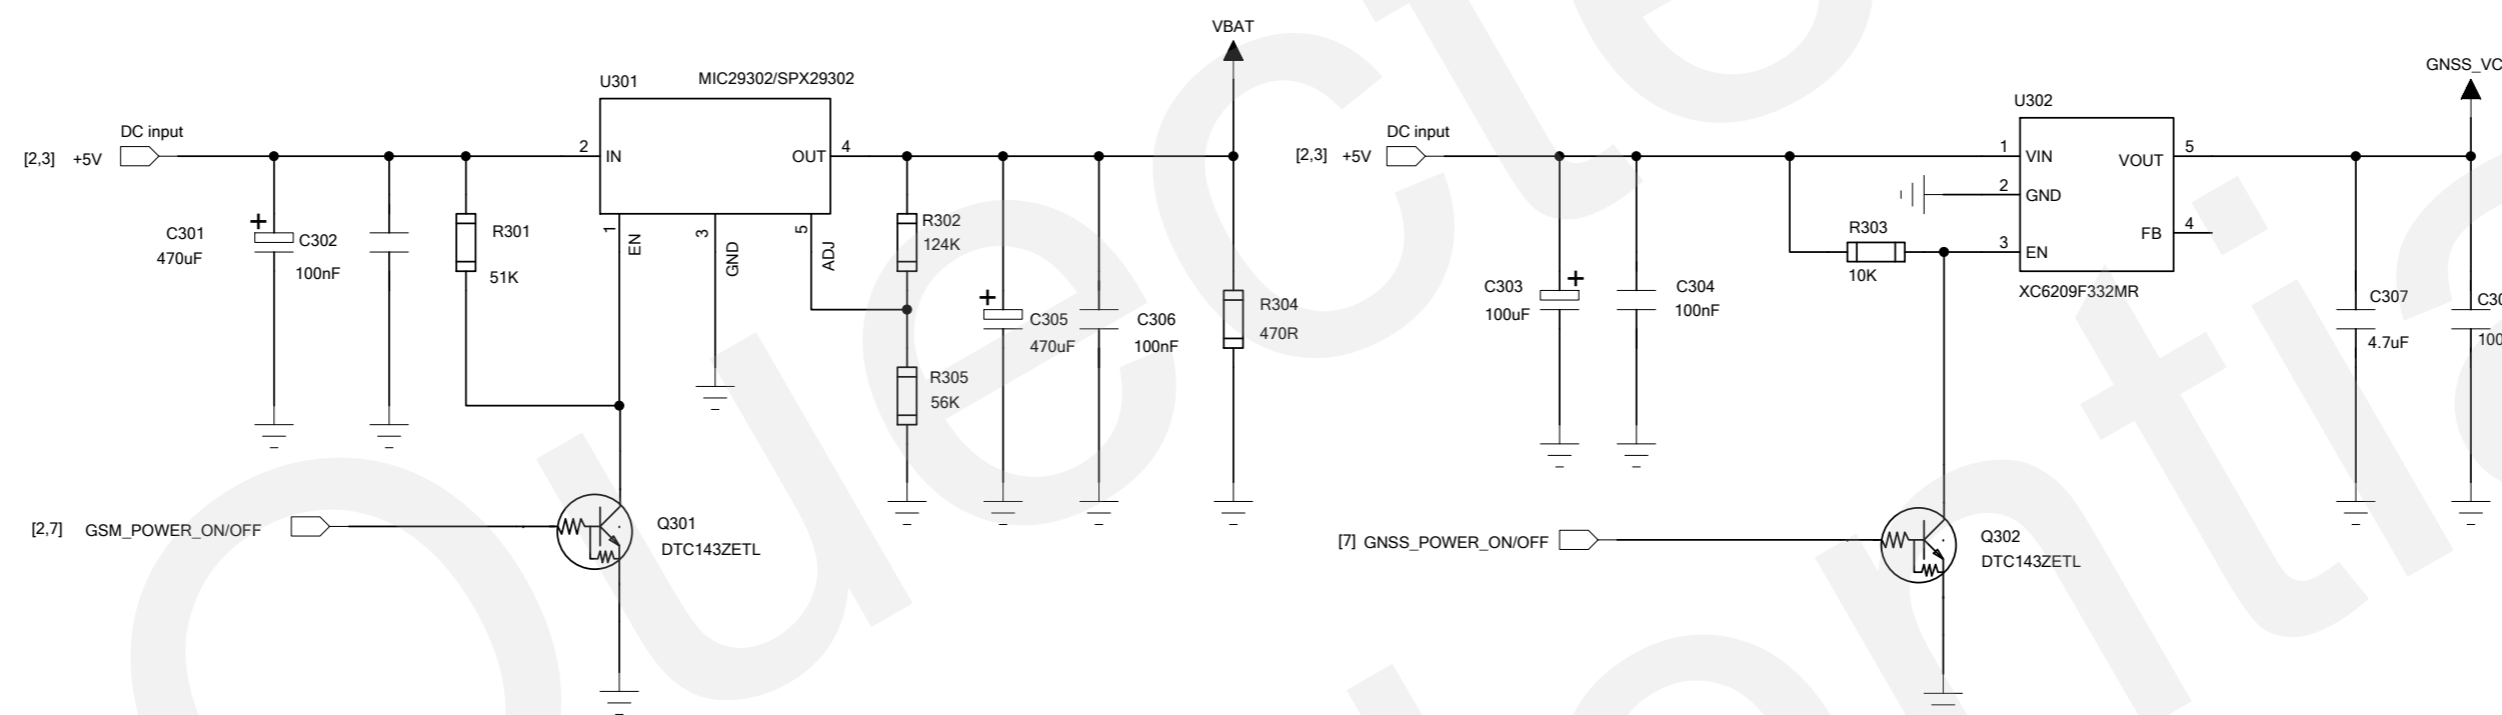 VBAT
GNSS_VC
U301
MIC29302/SPX29302
U302
DC input
[2,3] +5V
2
IN
OUT
4
1
EN
3
GND
5
ADJ
C301
470uF
+
C302
100nF
R301
51K
R302
124K
R305
56K
+
C305
470uF
C306
100nF
R304
470R
[2,7] GSM_POWER_ON/OFF
Q301
DTC143ZETL
DC input
[2,3] +5V
1
VIN
2
GND
3
EN
VOUT
5
FB
4
XC6209F332MR
R303
10K
C303
100uF
+
C304
100nF
C307
4.7uF
C30
100
[7] GNSS_POWER_ON/OFF
Q302
DTC143ZETL
Quectel